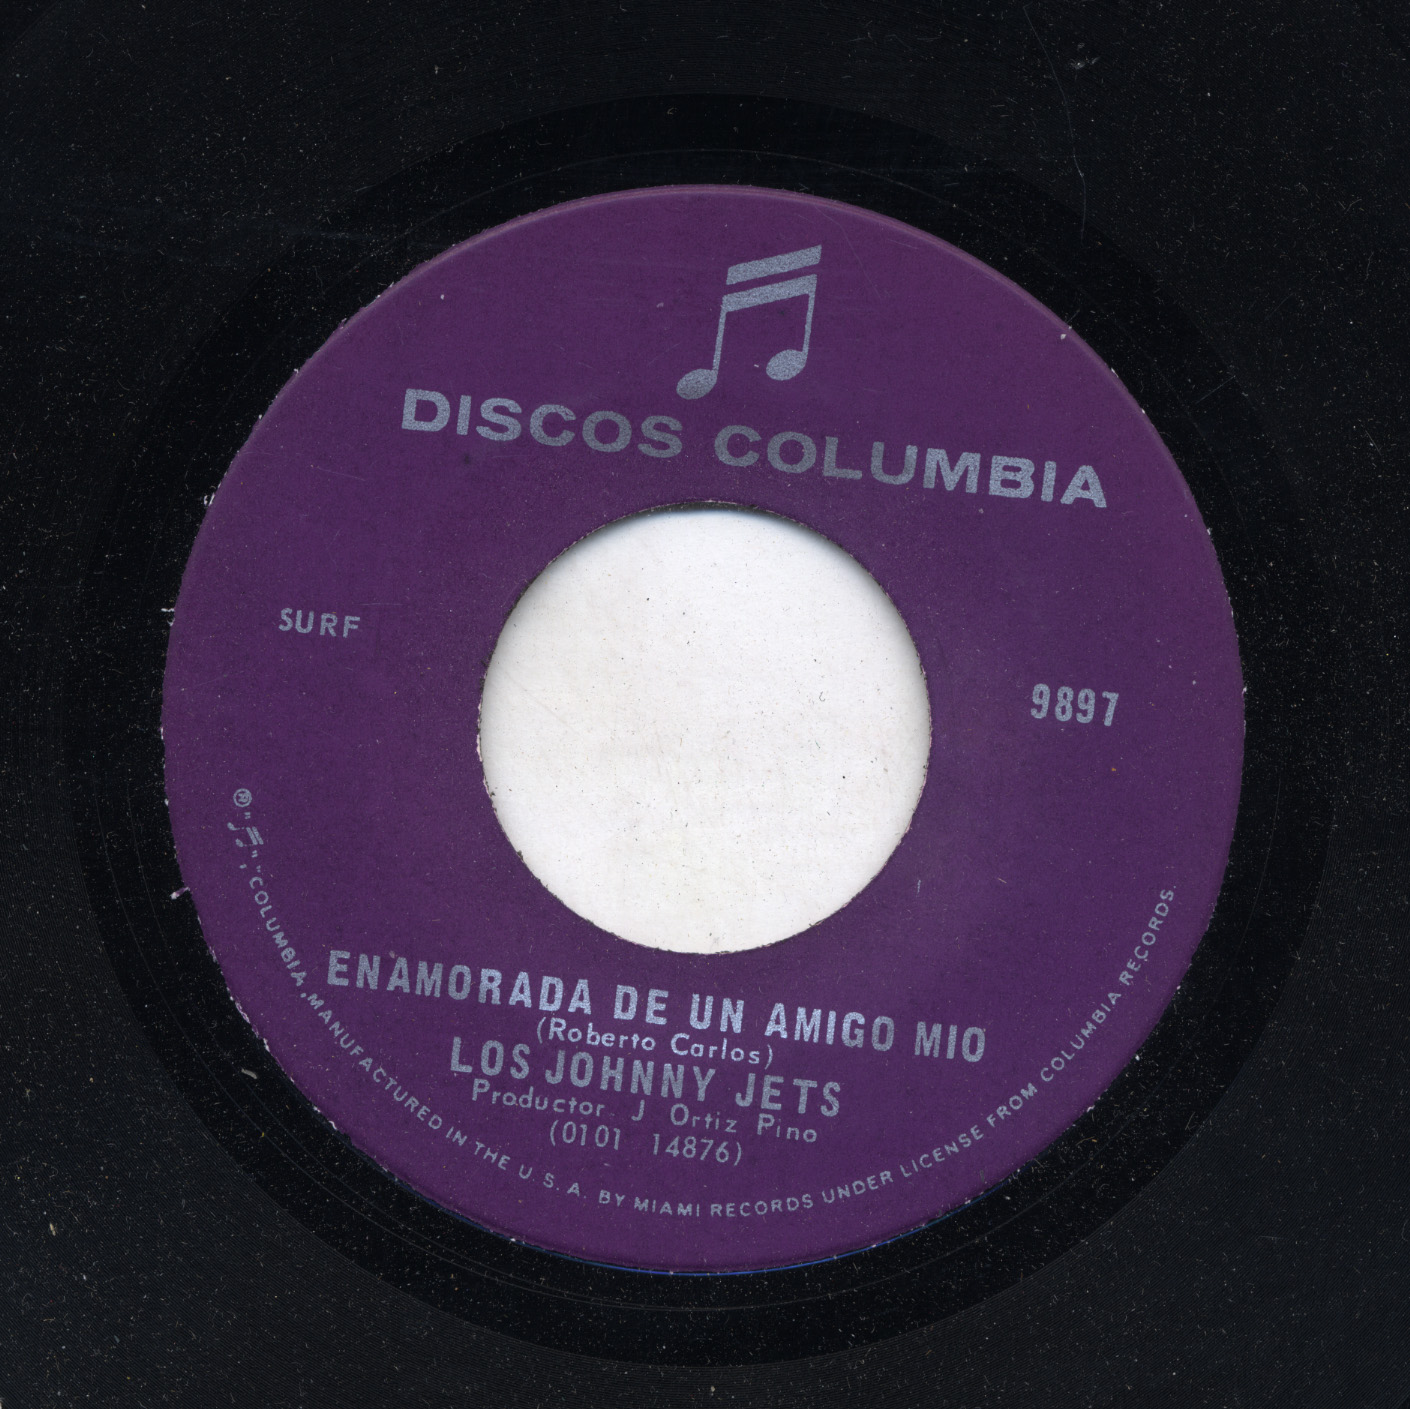 DISCOS COLUMBIA
SURF
9897
ENAMORADA DE UN AMIGO MIO
(Roberto Carlos)
LOS JOHNNY JETS
Productor J Ortiz Pino
(0101 14876)
® "♫", "COLUMBIA, MANUFACTURED IN THE U. S. A. BY MIAMI RECORDS UNDER LICENSE FROM COLUMBIA RECORDS.